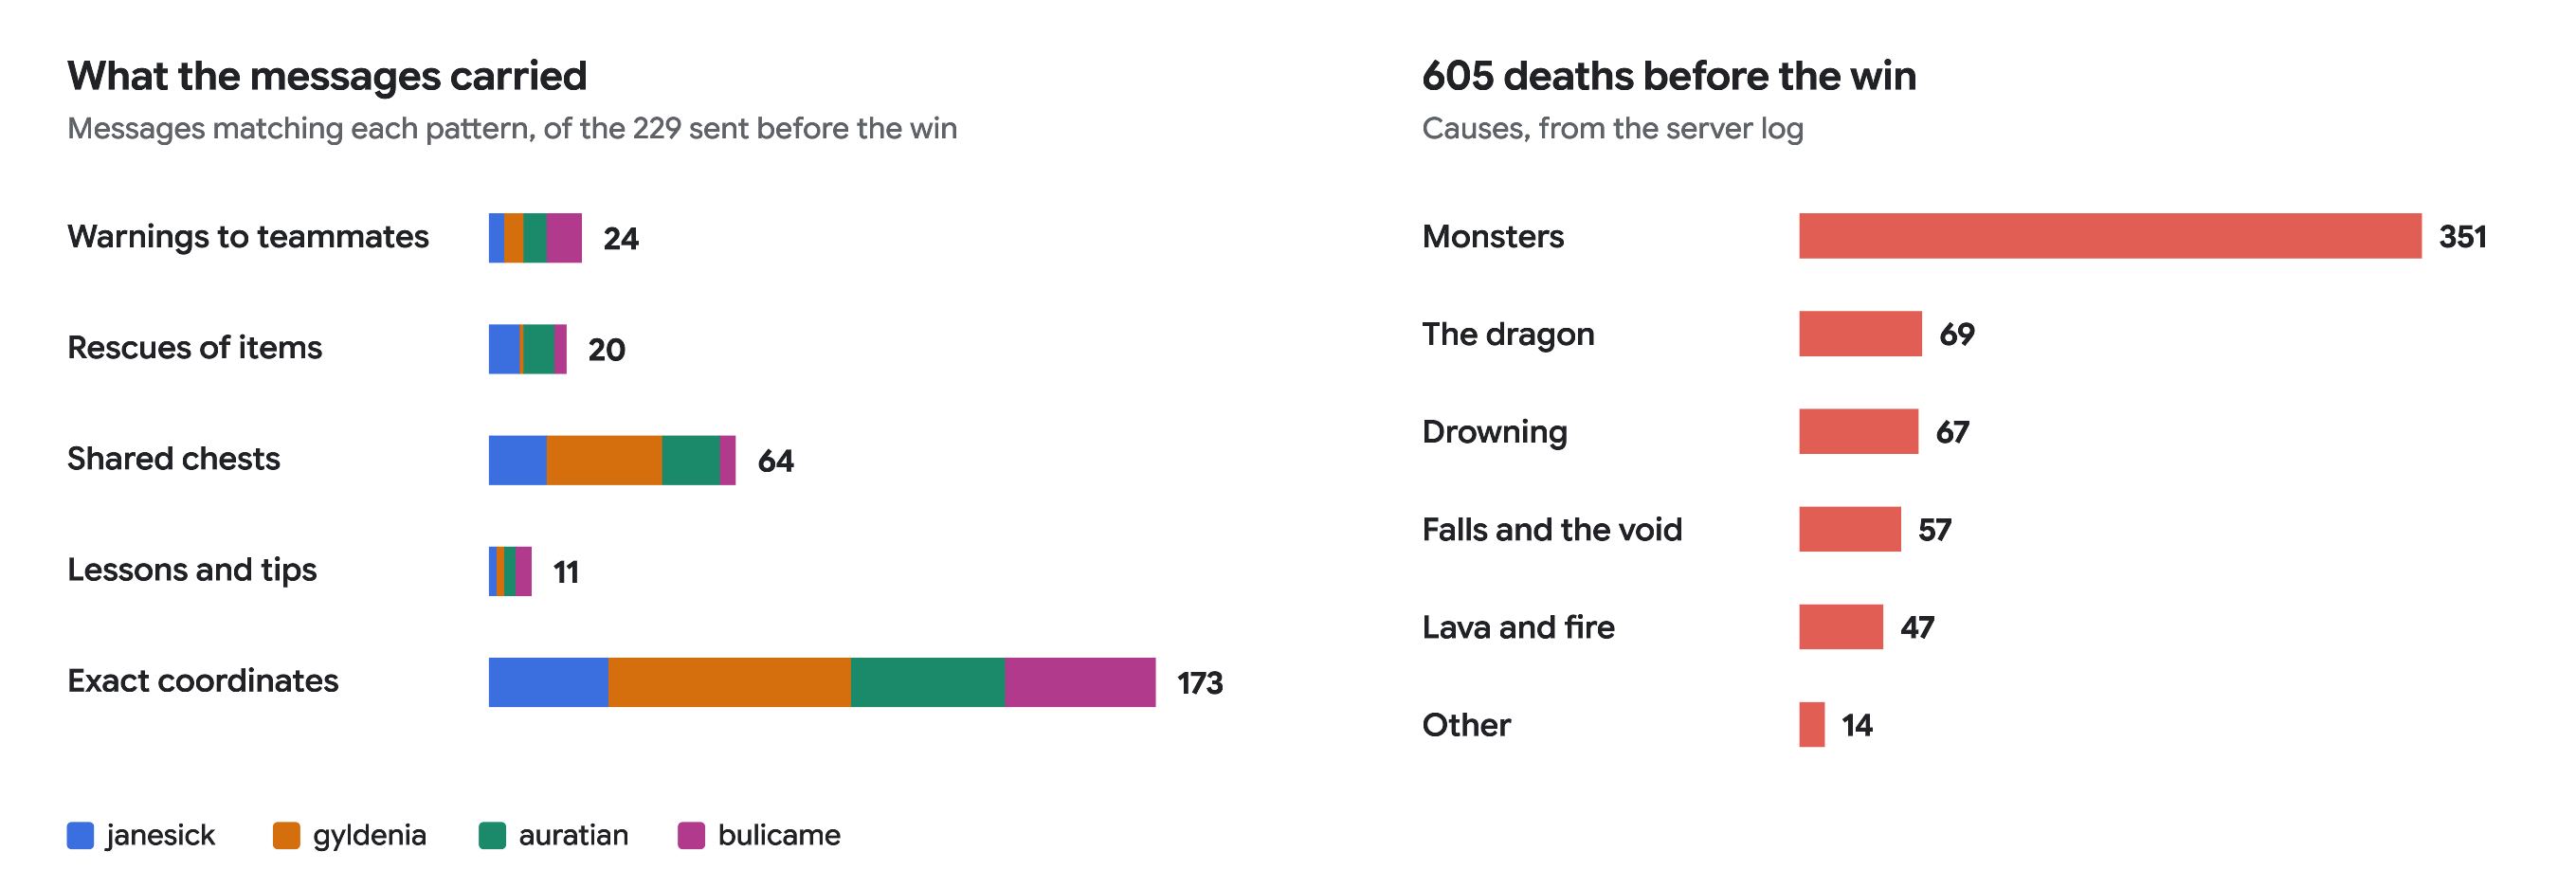 What the messages carried
Messages matching each pattern, of the 229 sent before the win
Warnings to teammates 24
Rescues of items 20
Shared chests 64
Lessons and tips 11
Exact coordinates 173
janesick gyldenia auratian bulicame
605 deaths before the win
Causes, from the server log
Monsters 351
The dragon 69
Drowning 67
Falls and the void 57
Lava and fire 47
Other 14